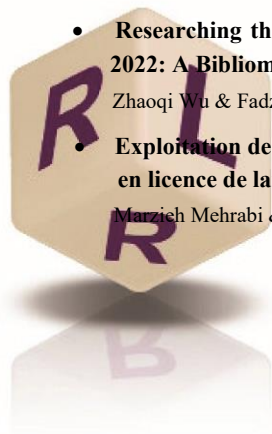 • Researching th
2022: A Bibliom
Zhaoqi Wu & Fadz
• Exploitation de
en licence de la
Marzieh Mehrabi &
R
L
R